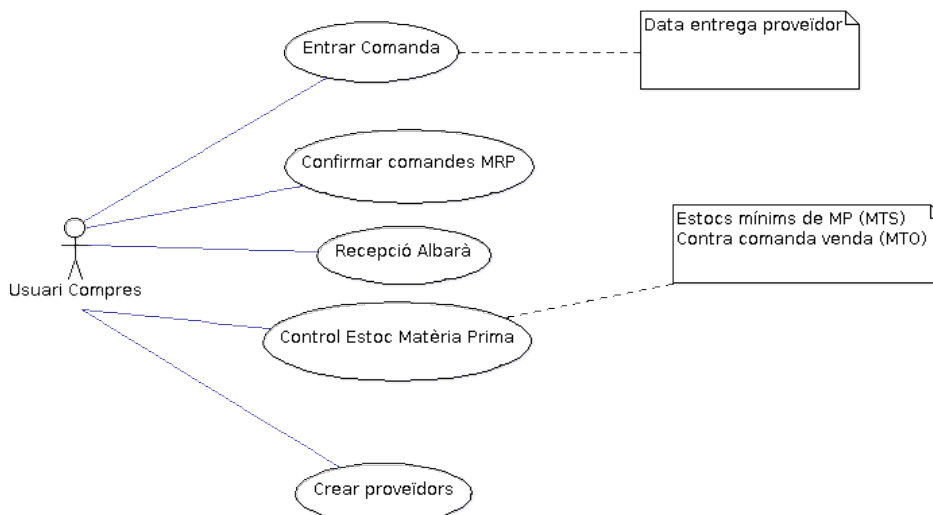 Data entrega proveïdor
Entrar Comanda
Confirmar comandes MRP
Estocs mínims de MP (MTS)
Contra comanda venda (MTO)
Recepció Albarà
Usuari Compres
Control Estoc Matèria Prima
Crear proveïdors